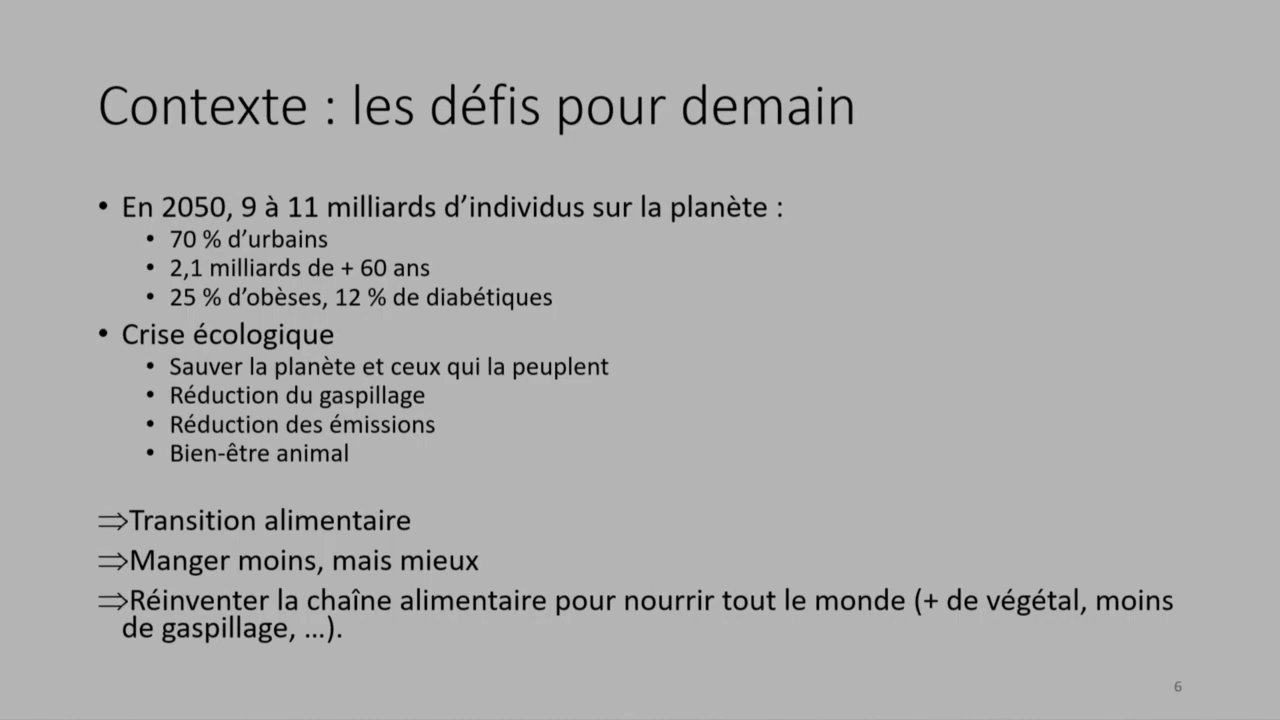 Contexte : les défis pour demain
• En 2050, 9 à 11 milliards d’individus sur la planète :
• 70 % d’urbains
• 2,1 milliards de + 60 ans
• 25 % d’obèses, 12 % de diabétiques
• Crise écologique
• Sauver la planète et ceux qui la peuplent
• Réduction du gaspillage
• Réduction des émissions
• Bien-être animal
⇒Transition alimentaire
⇒Manger moins, mais mieux
⇒Réinventer la chaîne alimentaire pour nourrir tout le monde (+ de végétal, moins
de gaspillage, …).
6